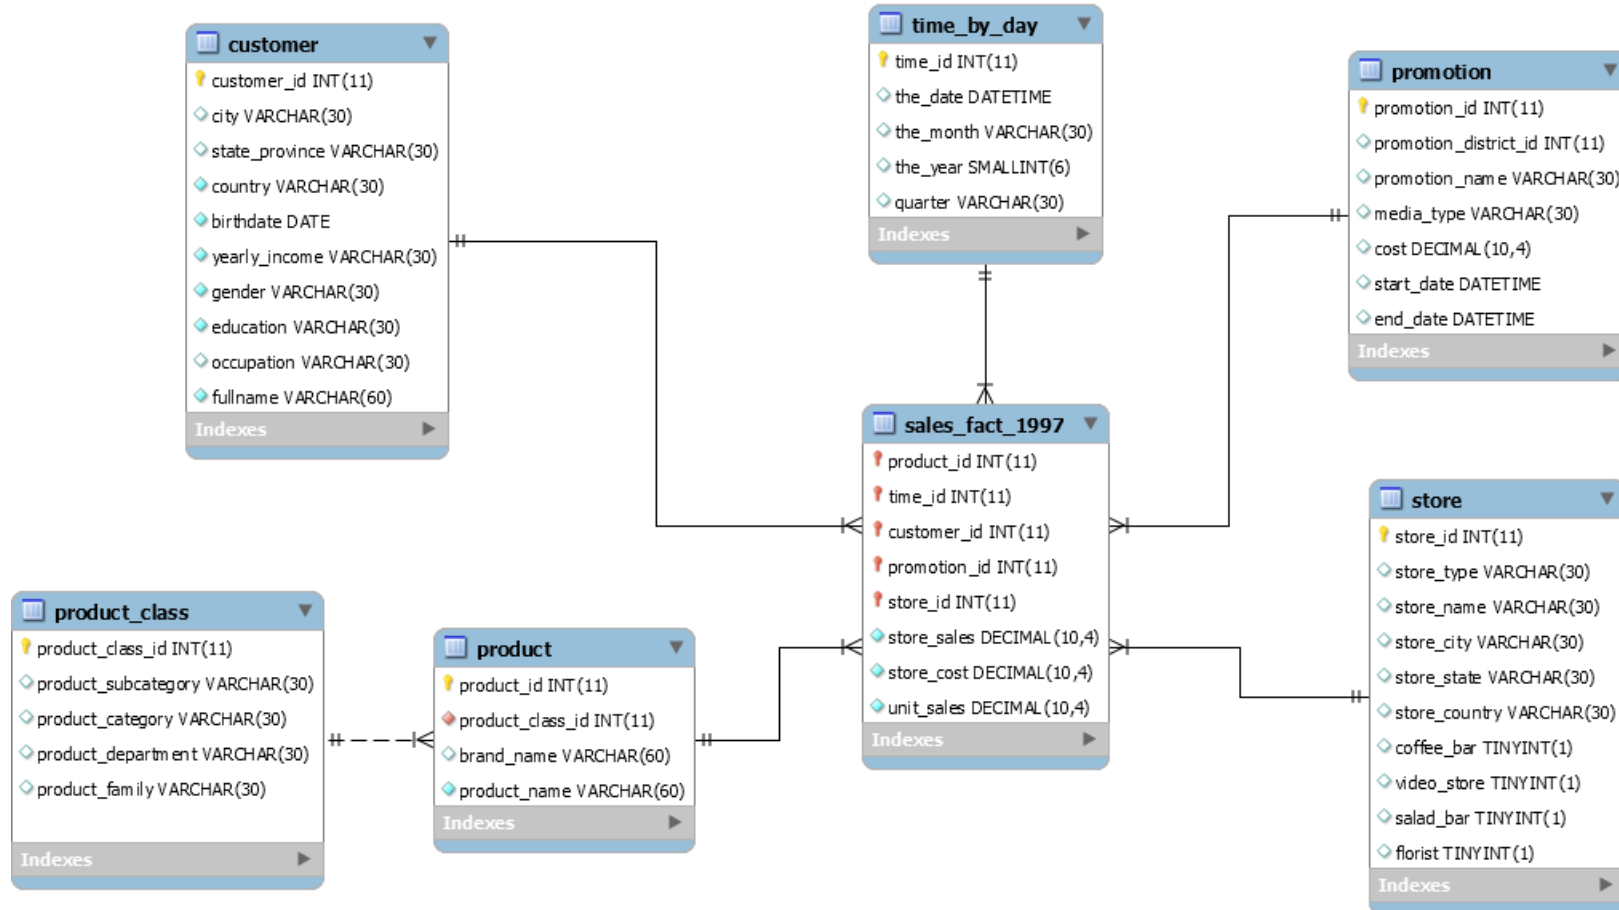 customer
customer_id INT(11)
city VARCHAR(30)
state_province VARCHAR(30)
country VARCHAR(30)
birthdate DATE
yearly_income VARCHAR(30)
gender VARCHAR(30)
education VARCHAR(30)
occupation VARCHAR(30)
fullname VARCHAR(60)
Indexes
time_by_day
time_id INT(11)
the_date DATETIME
the_month VARCHAR(30)
the_year SMALLINT(6)
quarter VARCHAR(30)
Indexes
promotion
promotion_id INT(11)
promotion_district_id INT(11)
promotion_name VARCHAR(30)
media_type VARCHAR(30)
cost DECIMAL(10,4)
start_date DATETIME
end_date DATETIME
Indexes
sales_fact_1997
product_id INT(11)
time_id INT(11)
customer_id INT(11)
promotion_id INT(11)
store_id INT(11)
store_sales DECIMAL(10,4)
store_cost DECIMAL(10,4)
unit_sales DECIMAL(10,4)
Indexes
store
store_id INT(11)
store_type VARCHAR(30)
store_name VARCHAR(30)
store_city VARCHAR(30)
store_state VARCHAR(30)
store_country VARCHAR(30)
coffee_bar TINYINT(1)
video_store TINYINT(1)
salad_bar TINYINT(1)
florist TINYINT(1)
Indexes
product_class
product_class_id INT(11)
product_subcategory VARCHAR(30)
product_category VARCHAR(30)
product_department VARCHAR(30)
product_family VARCHAR(30)
Indexes
product
product_id INT(11)
product_class_id INT(11)
brand_name VARCHAR(60)
product_name VARCHAR(60)
Indexes